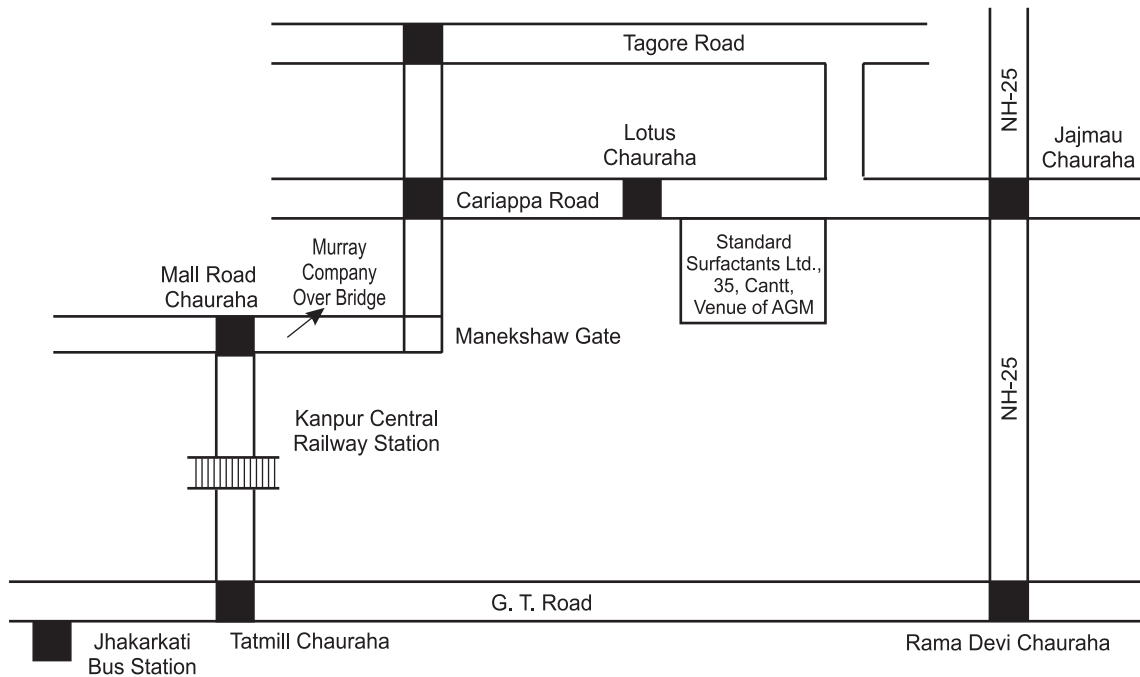 Tagore Road
NH-25
Lotus
Chauraha
Jajmau
Chauraha
Cariappa Road
Standard
Surfactants Ltd.,
35, Cantt,
Venue of AGM
Murray
Company
Over Bridge
Mall Road
Chauraha
Manekshaw Gate
NH-25
Kanpur Central
Railway Station
G. T. Road
Jhakarkati
Bus Station
Tatmill Chauraha
Rama Devi Chauraha